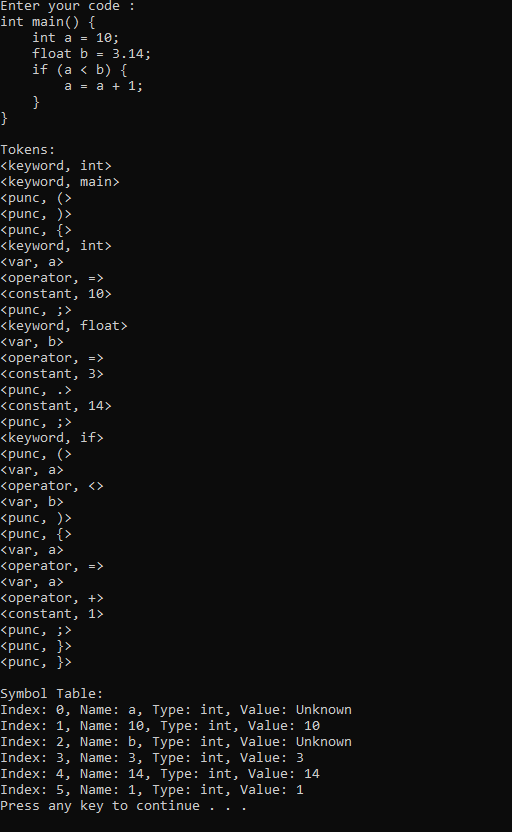 Enter your code :
int main() {
    int a = 10;
    float b = 3.14;
    if (a < b) {
        a = a + 1;
    }
}

Tokens:
<keyword, int>
<keyword, main>
<punc, (>
<punc, )>
<punc, {>
<keyword, int>
<var, a>
<operator, =>
<constant, 10>
<punc, ;>
<keyword, float>
<var, b>
<operator, =>
<constant, 3>
<punc, .>
<constant, 14>
<punc, ;>
<keyword, if>
<punc, (>
<var, a>
<operator, <>
<var, b>
<punc, )>
<punc, {>
<var, a>
<operator, =>
<var, a>
<operator, +>
<constant, 1>
<punc, ;>
<punc, }>
<punc, }>

Symbol Table:
Index: 0, Name: a, Type: int, Value: Unknown
Index: 1, Name: 10, Type: int, Value: 10
Index: 2, Name: b, Type: int, Value: Unknown
Index: 3, Name: 3, Type: int, Value: 3
Index: 4, Name: 14, Type: int, Value: 14
Index: 5, Name: 1, Type: int, Value: 1
Press any key to continue . . .